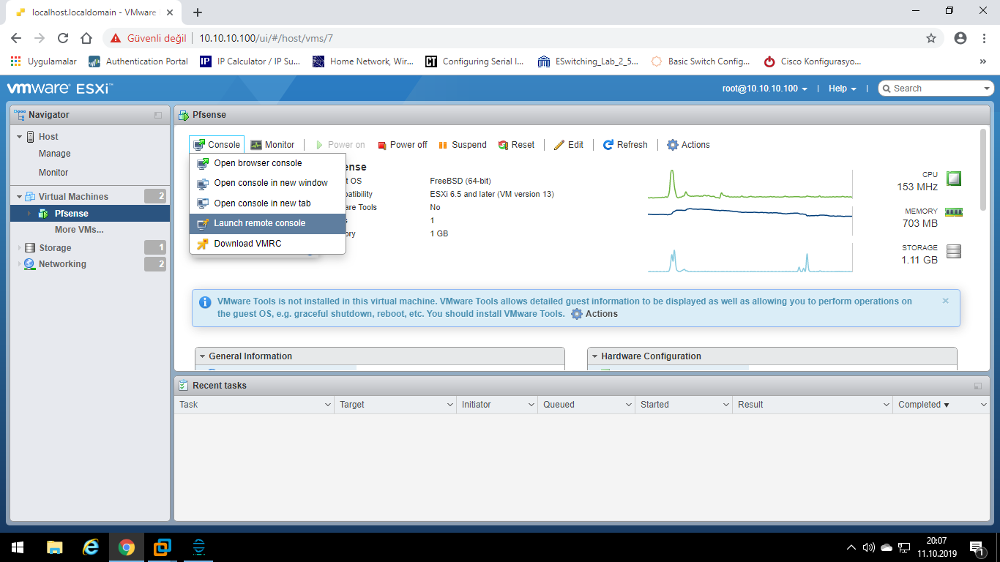 localhost.localdomain - VMware
Güvenli değil
10.10.10.100/ui/#/host/vms/7
Uygulamalar
Authentication Portal
IP
IP Calculator / IP Su...
Home Network, Wir...
CT
Configuring Serial I...
ESwitching_Lab_2_5...
Basic Switch Config...
Cisco Konfigurasyo...
»
vmware ESXi™
root@10.10.10.100
Help
Search
Navigator
Host
Manage
Monitor
Virtual Machines
2
Pfsense
More VMs...
Storage
1
Networking
2
Pfsense
Console
Monitor
Power on
Power off
Suspend
Reset
Edit
Refresh
Actions
Open browser console
Open console in new window
Open console in new tab
Launch remote console
Download VMRC
FreeBSD (64-bit)
ESXi 6.5 and later (VM version 13)
No
1
1 GB
CPU
153 MHz
MEMORY
703 MB
STORAGE
1.11 GB
VMware Tools is not installed in this virtual machine. VMware Tools allows detailed guest information to be displayed as well as allowing you to perform operations on
the guest OS, e.g. graceful shutdown, reboot, etc. You should install VMware Tools. Actions
General Information
Hardware Configuration
Recent tasks
Task
Target
Initiator
Queued
Started
Result
Completed ▼
20:07
11.10.2019
1